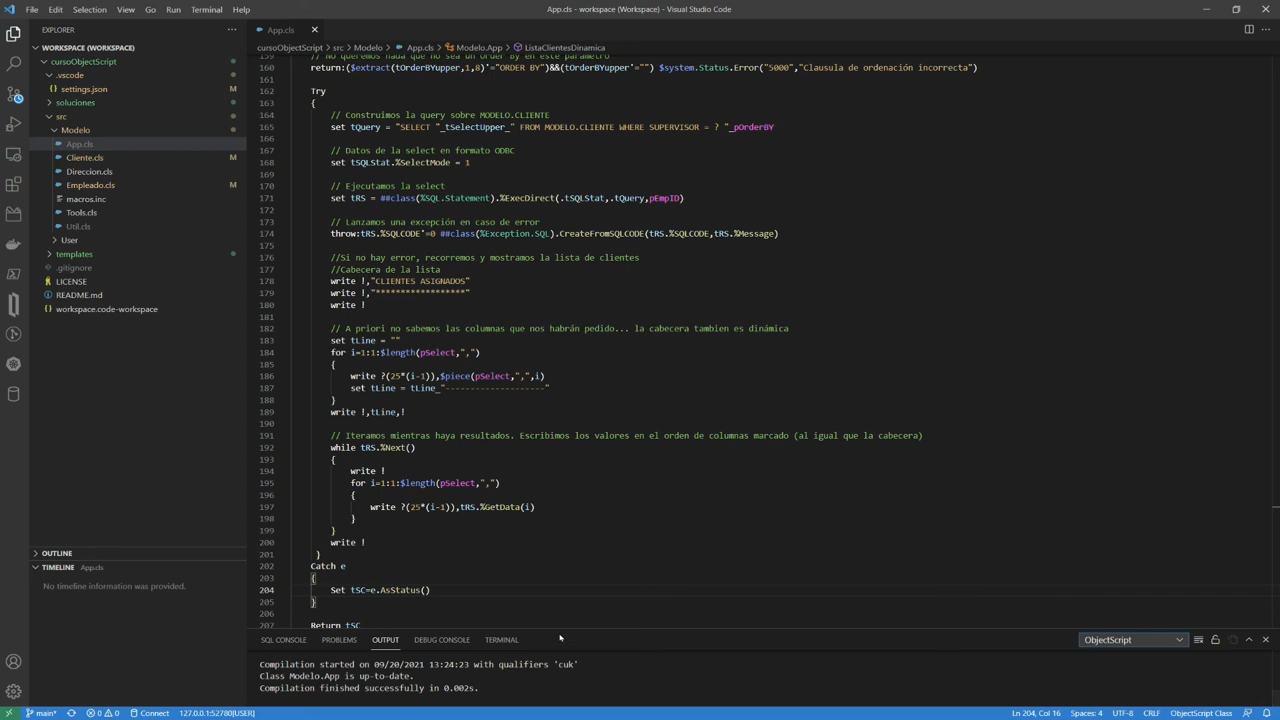 File Edit Selection View Go Run Terminal Help
App.cls - workspace (Workspace) - Visual Studio Code
EXPLORER
WORKSPACE (WORKSPACE)
cursoObjectScript
.vscode
settings.json M
soluciones
src
Modelo
App.cls
Cliente.cls M
Direccion.cls
Empleado.cls M
macros.inc
Tools.cls
Util.cls
User
templates
.gitignore
LICENSE
README.md
workspace.code-workspace
OUTLINE
TIMELINE App.cls
No timeline information was provided.
App.cls
cursoObjectScript > src > Modelo > App.cls > Modelo.App > ListaClientesDinamica
159 // No queremos nada que no sea un Order By en este parámetro
160 return:($extract(tOrderBYupper,1,8)'="ORDER BY")&&(tOrderBYupper'="") $system.Status.Error("5000","Clausula de ordenación incorrecta")
161
162 Try
163 {
164 // Construimos la query sobre MODELO.CLIENTE
165 set tQuery = "SELECT "_tSelectUpper_" FROM MODELO.CLIENTE WHERE SUPERVISOR = ? "_pOrderBY
166
167 // Datos de la select en formato ODBC
168 set tSQLStat.%SelectMode = 1
169
170 // Ejecutamos la select
171 set tRS = ##class(%SQL.Statement).%ExecDirect(.tSQLStat,.tQuery,pEmpID)
172
173 // Lanzamos una excepción en caso de error
174 throw:tRS.%SQLCODE'=0 ##class(%Exception.SQL).CreateFromSQLCODE(tRS.%SQLCODE,tRS.%Message)
175
176 //Si no hay error, recorremos y mostramos la lista de clientes
177 //Cabecera de la lista
178 write !,"CLIENTES ASIGNADOS"
179 write !,"******************"
180 write !
181
182 // A priori no sabemos las columnas que nos habrán pedido... la cabecera tambien es dinámica
183 set tLine = ""
184 for i=1:1:$length(pSelect,",")
185 {
186 write ?(25*(i-1)),$piece(pSelect,",",i)
187 set tLine = tLine_"--------------------"
188 }
189 write !,tLine,!
190
191 // Iteramos mientras haya resultados. Escribimos los valores en el orden de columnas marcado (al igual que la cabecera)
192 while tRS.%Next()
193 {
194 write !
195 for i=1:1:$length(pSelect,",")
196 {
197 write ?(25*(i-1)),tRS.%GetData(i)
198 }
199 }
200 write !
201 }
202 Catch e
203 {
204 Set tSC=e.AsStatus()
205 }
206
207 Return tSC
SQL CONSOLE PROBLEMS OUTPUT DEBUG CONSOLE TERMINAL
ObjectScript
Compilation started on 09/20/2021 13:24:23 with qualifiers 'cuk'
Class Modelo.App is up-to-date.
Compilation finished successfully in 0.002s.
main* 0 0 Connect 127.0.0.1:52780[USER]
Ln 204, Col 16 Spaces: 4 UTF-8 CRLF ObjectScript Class